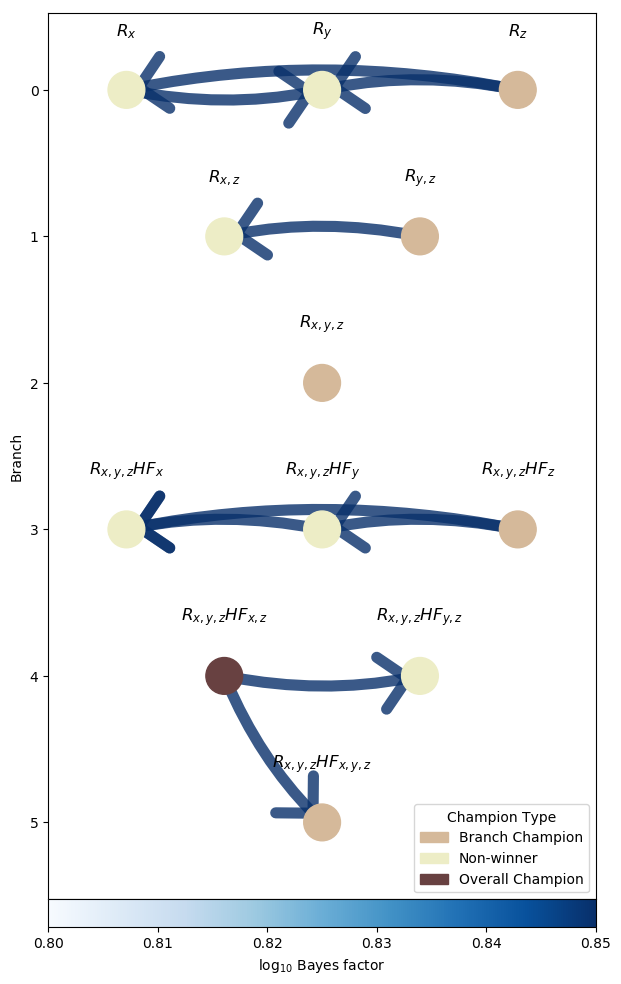 R_x R_y R_z
0
R_{x,z} R_{y,z}
1
R_{x,y,z}
2
Branch
R_{x,y,z}HF_x R_{x,y,z}HF_y R_{x,y,z}HF_z
3
R_{x,y,z}HF_{x,z} R_{x,y,z}HF_{y,z}
4
R_{x,y,z}HF_{x,y,z}
5
Champion Type
Branch Champion
Non-winner
Overall Champion
0.80 0.81 0.82 0.83 0.84 0.85
log_{10} Bayes factor